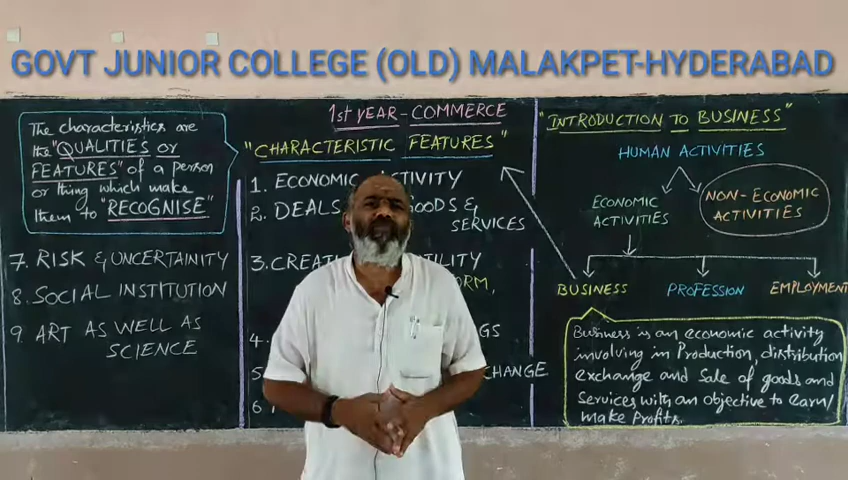 GOVT JUNIOR COLLEGE (OLD) MALAKPET-HYDERABAD
The characteristics are
the "QUALITIES or
FEATURES" of a person
or thing which make
them to "RECOGNISE"
7. RISK & UNCERTAINITY
8. SOCIAL INSTITUTION
9. ART AS WELL AS
SCIENCE
1st YEAR - COMMERCE
"CHARACTERISTIC FEATURES"
1. ECONOMIC ACTIVITY
2. DEALS GOODS &
SERVICES
3.
4.
5
6
"INTRODUCTION TO BUSINESS"
HUMAN ACTIVITIES
ECONOMIC
ACTIVITIES
NON-ECONOMIC
ACTIVITIES
BUSINESS PROFESSION EMPLOYMENT
Business is an economic activity
involving in Production, distribution
exchange and Sale of goods and
Services with an objective to earn/
make Profits.